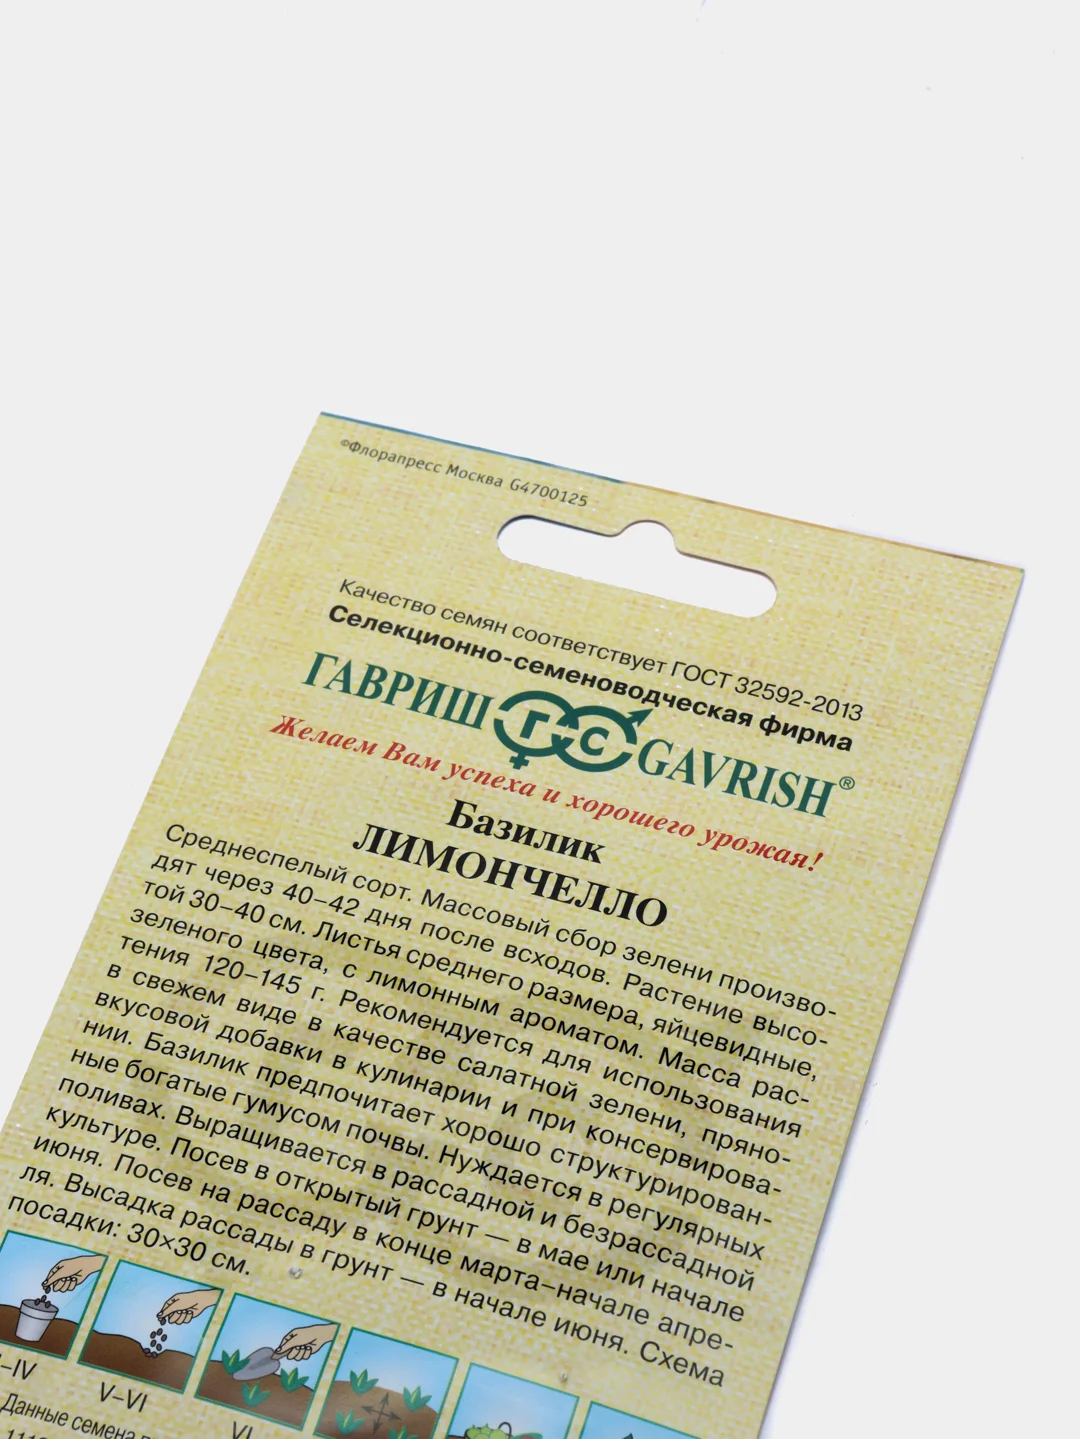 ©Флорапресс Москва G4700125
Качество семян соответствует ГОСТ 32592-2013
Селекционно-семеноводческая фирма
ГАВРИШ ГС GAVRISH®
Желаем Вам успеха и хорошего урожая!
Базилик
ЛИМОНЧЕЛЛО
Среднеспелый сорт. Массовый сбор зелени произво-
дят через 40–42 дня после всходов. Растение высо-
той 30–40 см. Листья среднего размера, яйцевидные,
зеленого цвета, с лимонным ароматом. Масса рас-
тения 120–145 г. Рекомендуется для использования
в свежем виде в качестве салатной зелени, пряно-
вкусовой добавки в кулинарии и при консервирова-
нии. Базилик предпочитает хорошо структурирован-
ные богатые гумусом почвы. Нуждается в регулярных
поливах. Выращивается в рассадной и безрассадной
культуре. Посев в открытый грунт — в мае или начале
июня. Посев на рассаду в конце марта–начале апре-
ля. Высадка рассады в грунт — в начале июня. Схема
посадки: 30×30 см.
–IV
V–VI
VI
Данные семена